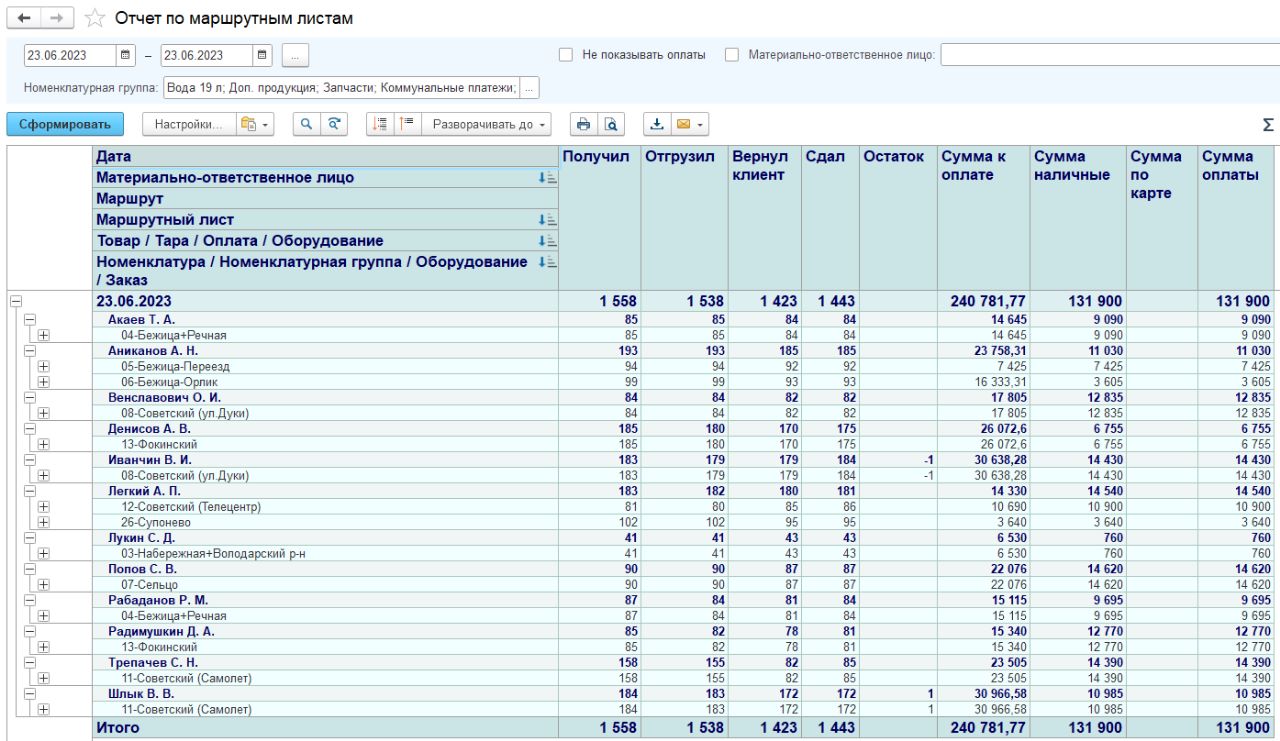 Отчет по маршрутным листам
23.06.2023 – 23.06.2023 ... Не показывать оплаты Материально-ответственное лицо:
Номенклатурная группа: Вода 19 л; Доп. продукция; Запчасти; Коммунальные платежи; ...
Сформировать Настройки... Разворачивать до Σ
Дата Получил Отгрузил Вернул клиент Сдал Остаток Сумма к оплате Сумма наличные Сумма по карте Сумма оплаты
Материально-ответственное лицо
Маршрут
Маршрутный лист
Товар / Тара / Оплата / Оборудование
Номенклатура / Номенклатурная группа / Оборудование
/ Заказ
23.06.2023 1 558 1 538 1 423 1 443 240 781,77 131 900 131 900
Акаев Т. А. 85 85 84 84 14 645 9 090 9 090
04-Бежица+Речная 85 85 84 84 14 645 9 090 9 090
Аниканов А. Н. 193 193 185 185 23 758,31 11 030 11 030
05-Бежица-Переезд 94 94 92 92 7 425 7 425 7 425
06-Бежица-Орлик 99 99 93 93 16 333,31 3 605 3 605
Венславович О. И. 84 84 82 82 17 805 12 835 12 835
08-Советский (ул.Дуки) 84 84 82 82 17 805 12 835 12 835
Денисов А. В. 185 180 170 175 26 072,6 6 755 6 755
13-Фокинский 185 180 170 175 26 072,6 6 755 6 755
Иванчин В. И. 183 179 179 184 -1 30 638,28 14 430 14 430
08-Советский (ул.Дуки) 183 179 179 184 -1 30 638,28 14 430 14 430
Легкий А. П. 183 182 180 181 14 330 14 540 14 540
12-Советский (Телецентр) 81 80 85 86 10 690 10 900 10 900
26-Супонево 102 102 95 95 3 640 3 640 3 640
Лукин С. Д. 41 41 43 43 6 530 760 760
03-Набережная+Володарский р-н 41 41 43 43 6 530 760 760
Попов С. В. 90 90 87 87 22 076 14 620 14 620
07-Сельцо 90 90 87 87 22 076 14 620 14 620
Рабаданов Р. М. 87 84 81 84 15 115 9 695 9 695
04-Бежица+Речная 87 84 81 84 15 115 9 695 9 695
Радимушкин Д. А. 85 82 78 81 15 340 12 770 12 770
13-Фокинский 85 82 78 81 15 340 12 770 12 770
Трепачев С. Н. 158 155 82 85 23 505 14 390 14 390
11-Советский (Самолет) 158 155 82 85 23 505 14 390 14 390
Шлык В. В. 184 183 172 172 1 30 966,58 10 985 10 985
11-Советский (Самолет) 184 183 172 172 1 30 966,58 10 985 10 985
Итого 1 558 1 538 1 423 1 443 240 781,77 131 900 131 900